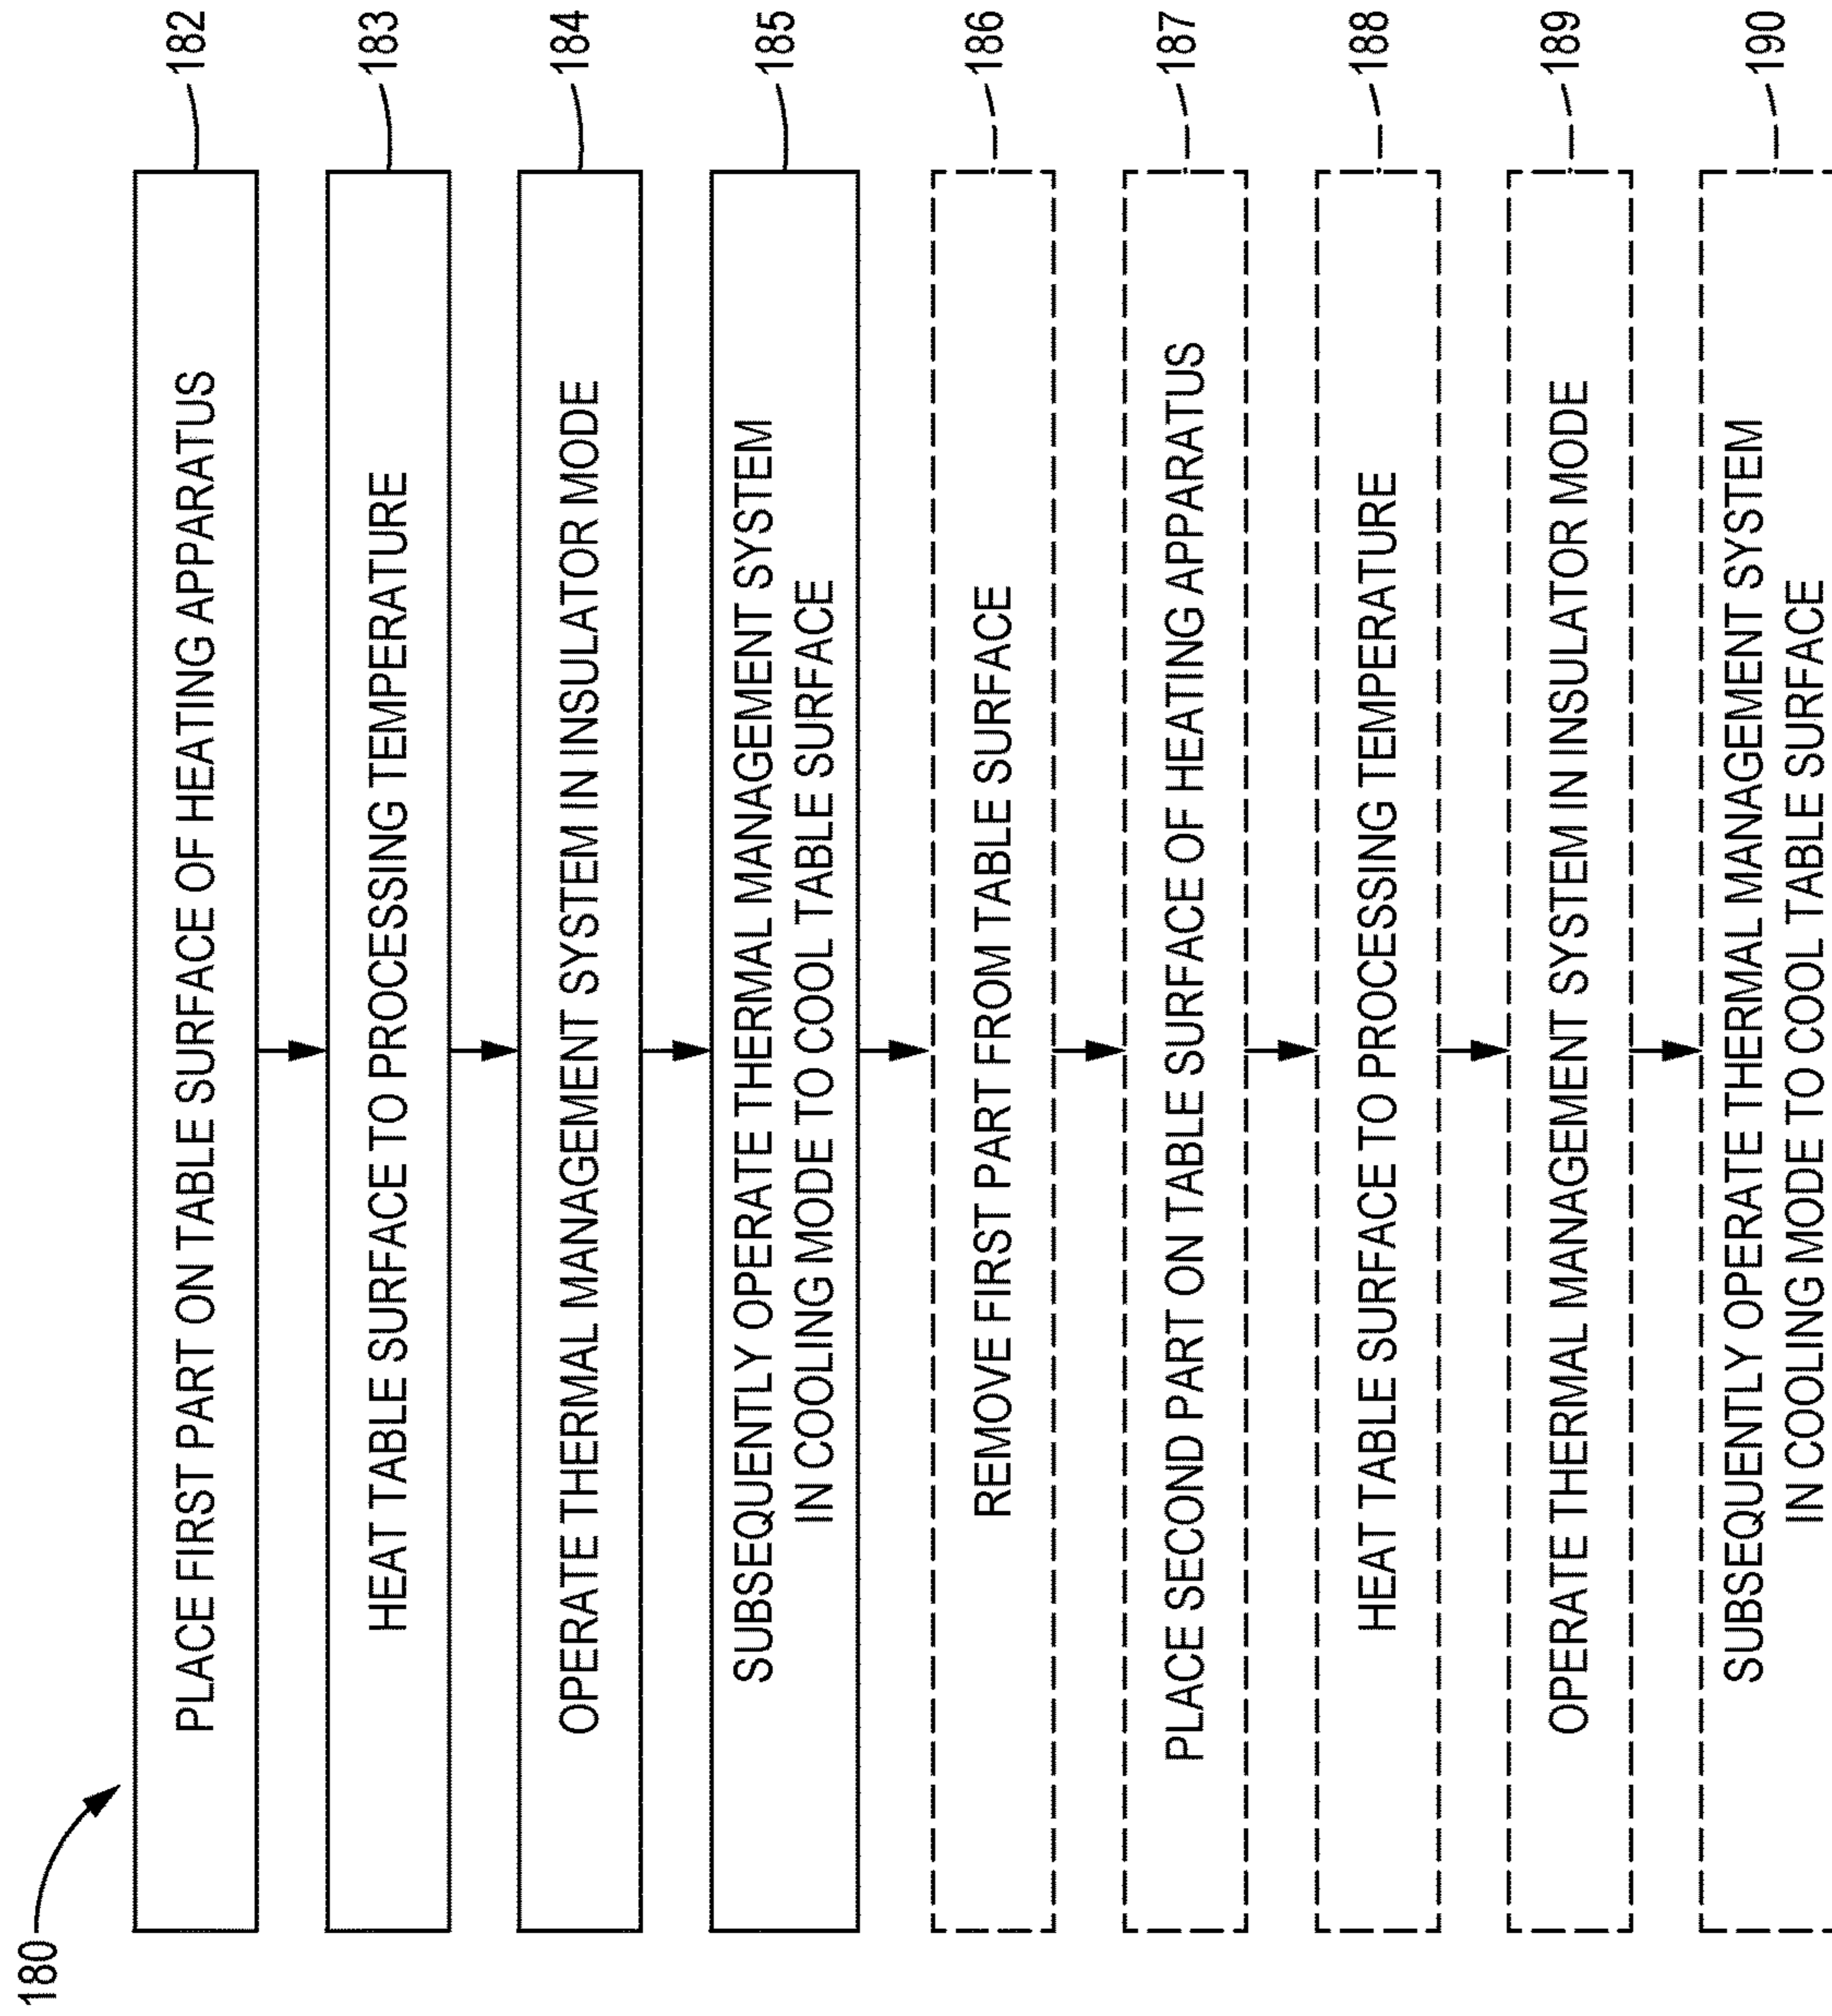 180
PLACE FIRST PART ON TABLE SURFACE OF HEATING APPARATUS
182
HEAT TABLE SURFACE TO PROCESSING TEMPERATURE
183
OPERATE THERMAL MANAGEMENT SYSTEM IN INSULATOR MODE
184
SUBSEQUENTLY OPERATE THERMAL MANAGEMENT SYSTEM
IN COOLING MODE TO COOL TABLE SURFACE
185
REMOVE FIRST PART FROM TABLE SURFACE
186
PLACE SECOND PART ON TABLE SURFACE OF HEATING APPARATUS
187
HEAT TABLE SURFACE TO PROCESSING TEMPERATURE
188
OPERATE THERMAL MANAGEMENT SYSTEM IN INSULATOR MODE
189
SUBSEQUENTLY OPERATE THERMAL MANAGEMENT SYSTEM
IN COOLING MODE TO COOL TABLE SURFACE
190